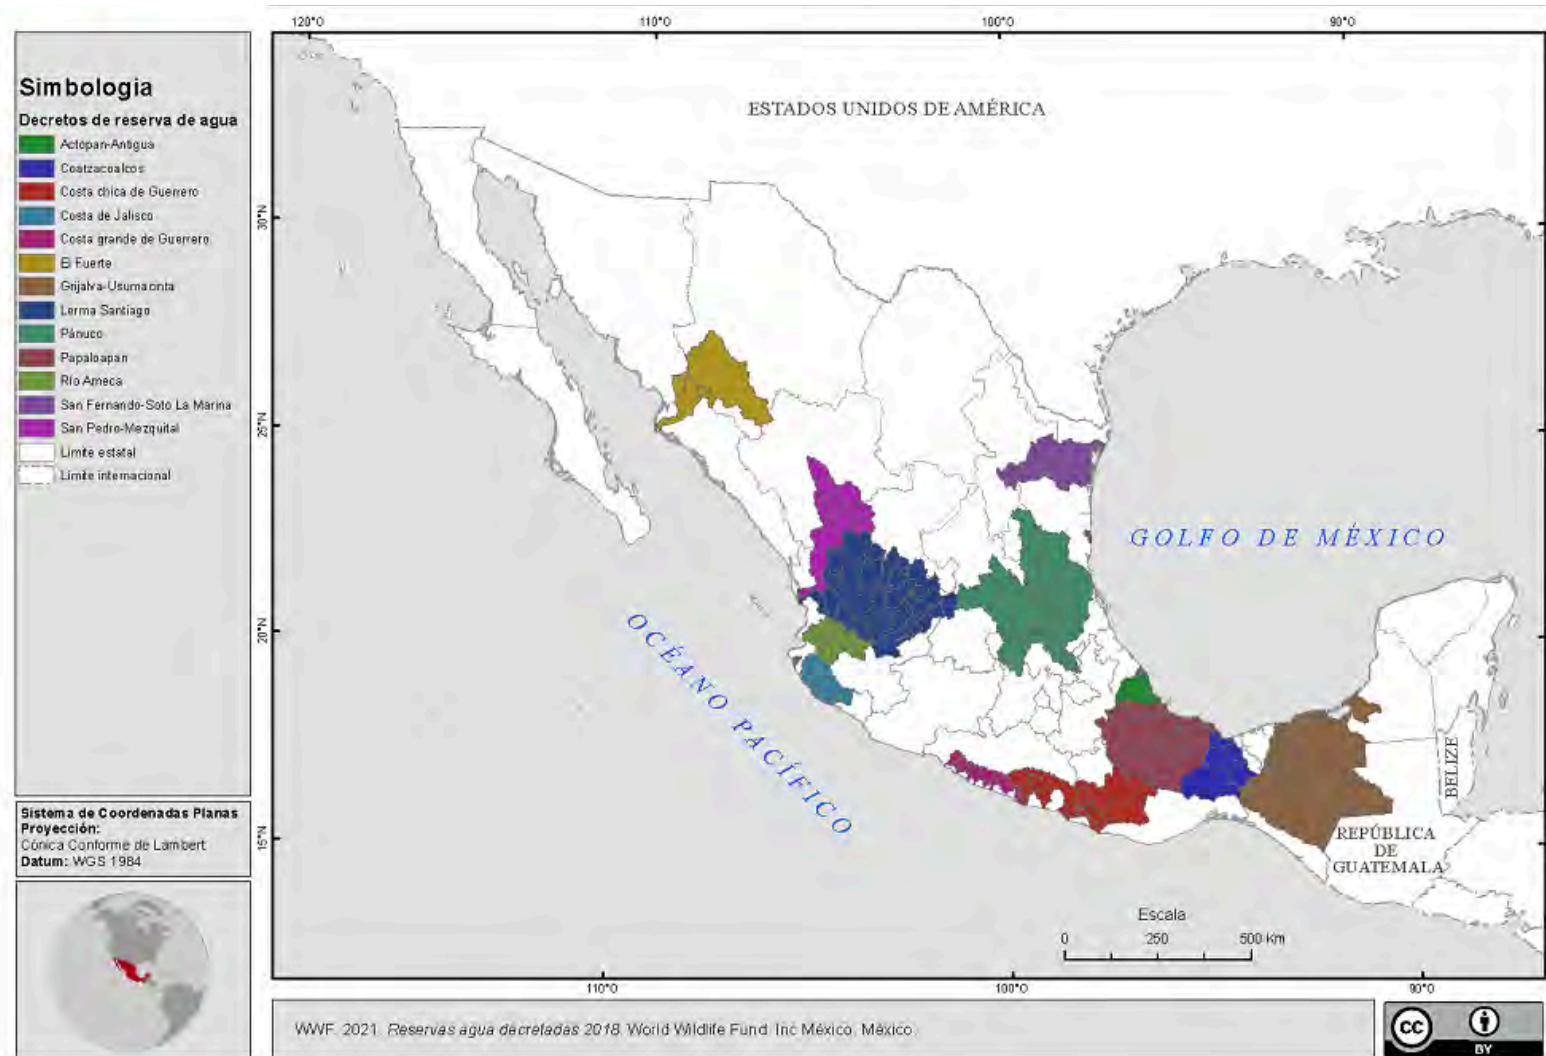 120°O
110°O
100°O
90°O
Simbologia
Decretos de reserva de agua
Actopan-Antigua
Coatzacoalcos
Costa chica de Guerrero
Costa de Jalisco
Costa grande de Guerrero
El Fuerte
Grijalva-Usumacinta
Lerma Santiago
Pánuco
Papaloapan
Río Ameca
San Fernando-Soto La Marina
San Pedro-Mezquital
Limite estatal
Limite internacional
ESTADOS UNIDOS DE AMÉRICA
30°N
25°N
20°N
15°N
GOLFO DE MÉXICO
OCÉANO PACÍFICO
BELIZE
REPÚBLICA
DE
GUATEMALA
Escala
0 250 500 Km
110°O
100°O
90°O
Sistema de Coordenadas Planas
Proyección:
Cónica Conforme de Lambert
Datum: WGS 1984
WWF. 2021. Reservas agua decretadas 2018. World Wildlife Fund. Inc México. México.
cc
BY